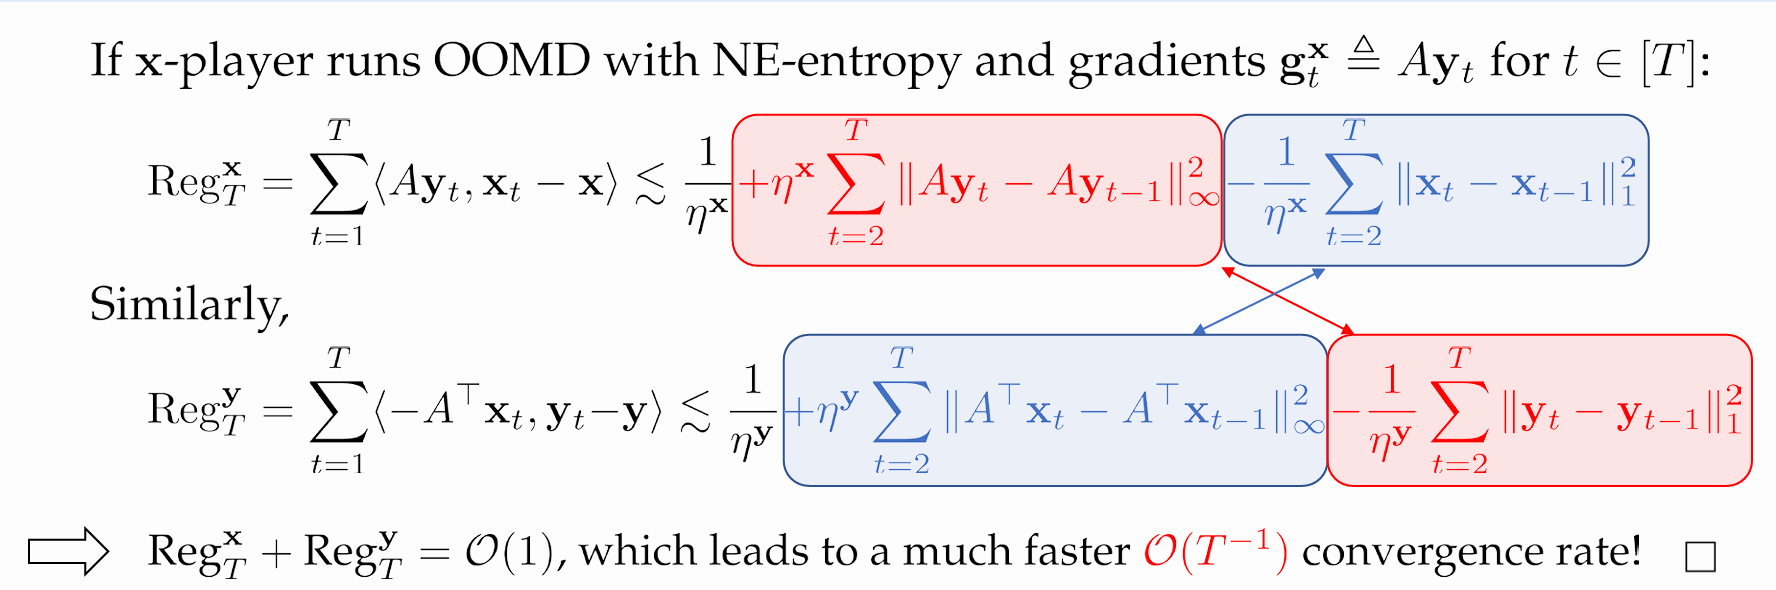 If x-player runs OOMD with NE-entropy and gradients $\mathbf{g}_t^{\mathbf{x}} \triangleq A\mathbf{y}_t$ for $t \in [T]$:
$\mathrm{Reg}_T^{\mathbf{x}} = \sum_{t=1}^{T} \langle A\mathbf{y}_t, \mathbf{x}_t - \mathbf{x} \rangle \lesssim \frac{1}{\eta^{\mathbf{x}}} + \eta^{\mathbf{x}} \sum_{t=2}^{T} \| A\mathbf{y}_t - A\mathbf{y}_{t-1} \|_\infty^2 - \frac{1}{\eta^{\mathbf{x}}} \sum_{t=2}^{T} \| \mathbf{x}_t - \mathbf{x}_{t-1} \|_1^2$
Similarly,
$\mathrm{Reg}_T^{\mathbf{y}} = \sum_{t=1}^{T} \langle -A^\top \mathbf{x}_t, \mathbf{y}_t - \mathbf{y} \rangle \lesssim \frac{1}{\eta^{\mathbf{y}}} + \eta^{\mathbf{y}} \sum_{t=2}^{T} \| A^\top \mathbf{x}_t - A^\top \mathbf{x}_{t-1} \|_\infty^2 - \frac{1}{\eta^{\mathbf{y}}} \sum_{t=2}^{T} \| \mathbf{y}_t - \mathbf{y}_{t-1} \|_1^2$
$\mathrm{Reg}_T^{\mathbf{x}} + \mathrm{Reg}_T^{\mathbf{y}} = \mathcal{O}(1)$, which leads to a much faster $\mathcal{O}(T^{-1})$ convergence rate! □